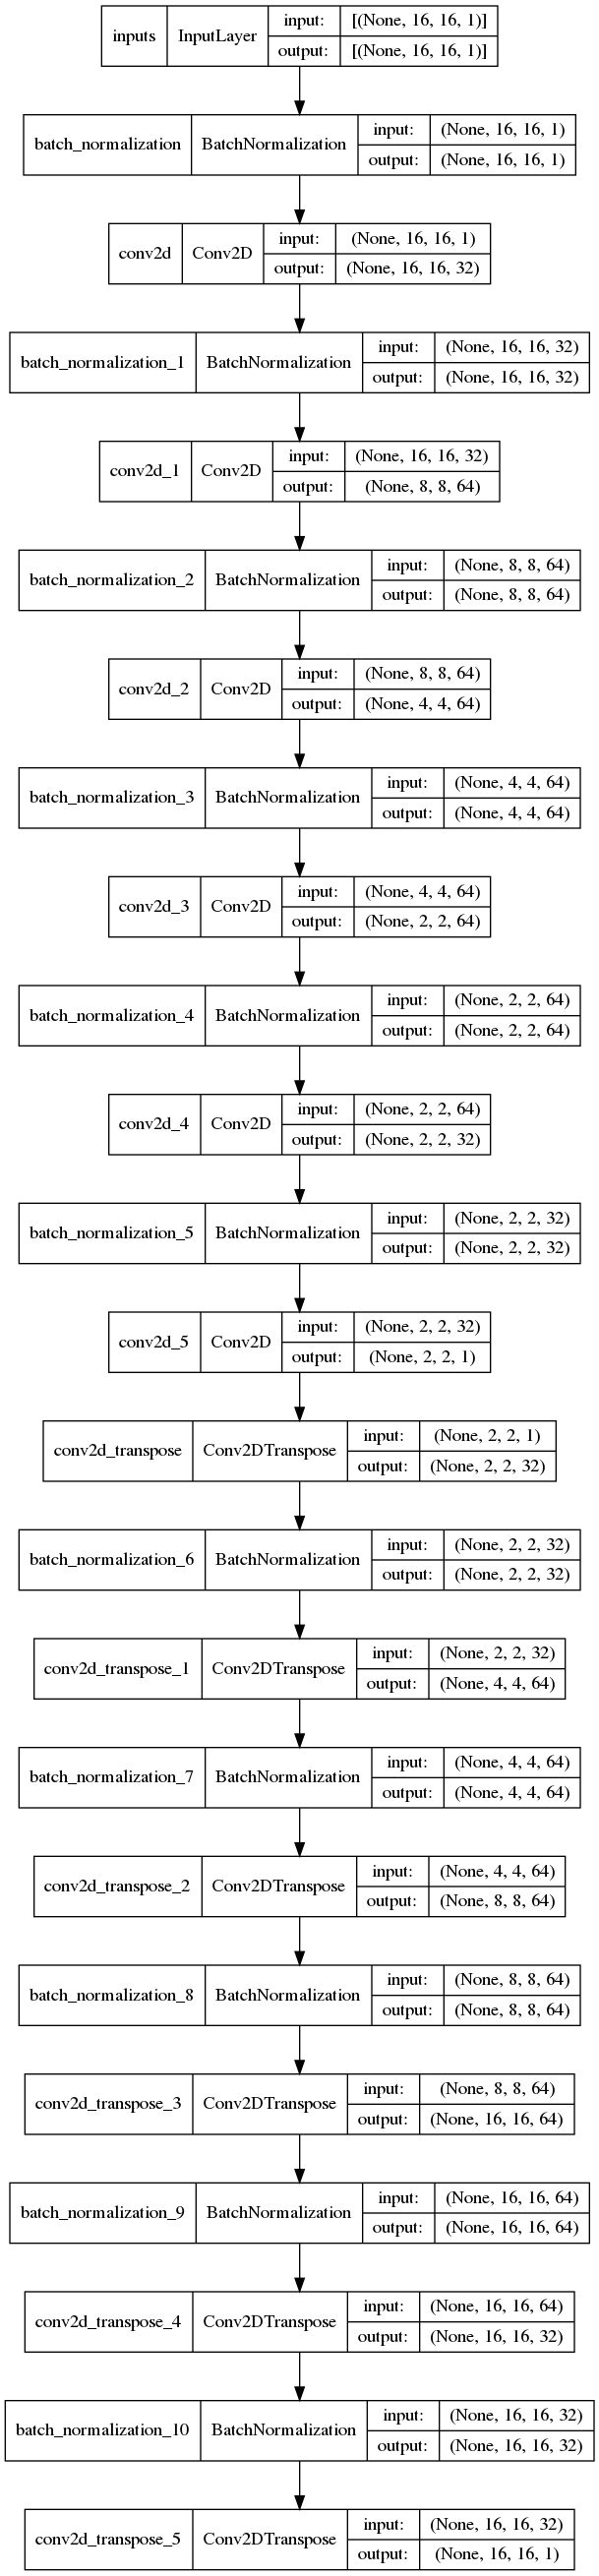 inputs InputLayer input: [(None, 16, 16, 1)]
output: [(None, 16, 16, 1)]
batch_normalization BatchNormalization input: (None, 16, 16, 1)
output: (None, 16, 16, 1)
conv2d Conv2D input: (None, 16, 16, 1)
output: (None, 16, 16, 32)
batch_normalization_1 BatchNormalization input: (None, 16, 16, 32)
output: (None, 16, 16, 32)
conv2d_1 Conv2D input: (None, 16, 16, 32)
output: (None, 8, 8, 64)
batch_normalization_2 BatchNormalization input: (None, 8, 8, 64)
output: (None, 8, 8, 64)
conv2d_2 Conv2D input: (None, 8, 8, 64)
output: (None, 4, 4, 64)
batch_normalization_3 BatchNormalization input: (None, 4, 4, 64)
output: (None, 4, 4, 64)
conv2d_3 Conv2D input: (None, 4, 4, 64)
output: (None, 2, 2, 64)
batch_normalization_4 BatchNormalization input: (None, 2, 2, 64)
output: (None, 2, 2, 64)
conv2d_4 Conv2D input: (None, 2, 2, 64)
output: (None, 2, 2, 32)
batch_normalization_5 BatchNormalization input: (None, 2, 2, 32)
output: (None, 2, 2, 32)
conv2d_5 Conv2D input: (None, 2, 2, 32)
output: (None, 2, 2, 1)
conv2d_transpose Conv2DTranspose input: (None, 2, 2, 1)
output: (None, 2, 2, 32)
batch_normalization_6 BatchNormalization input: (None, 2, 2, 32)
output: (None, 2, 2, 32)
conv2d_transpose_1 Conv2DTranspose input: (None, 2, 2, 32)
output: (None, 4, 4, 64)
batch_normalization_7 BatchNormalization input: (None, 4, 4, 64)
output: (None, 4, 4, 64)
conv2d_transpose_2 Conv2DTranspose input: (None, 4, 4, 64)
output: (None, 8, 8, 64)
batch_normalization_8 BatchNormalization input: (None, 8, 8, 64)
output: (None, 8, 8, 64)
conv2d_transpose_3 Conv2DTranspose input: (None, 8, 8, 64)
output: (None, 16, 16, 64)
batch_normalization_9 BatchNormalization input: (None, 16, 16, 64)
output: (None, 16, 16, 64)
conv2d_transpose_4 Conv2DTranspose input: (None, 16, 16, 64)
output: (None, 16, 16, 32)
batch_normalization_10 BatchNormalization input: (None, 16, 16, 32)
output: (None, 16, 16, 32)
conv2d_transpose_5 Conv2DTranspose input: (None, 16, 16, 32)
output: (None, 16, 16, 1)